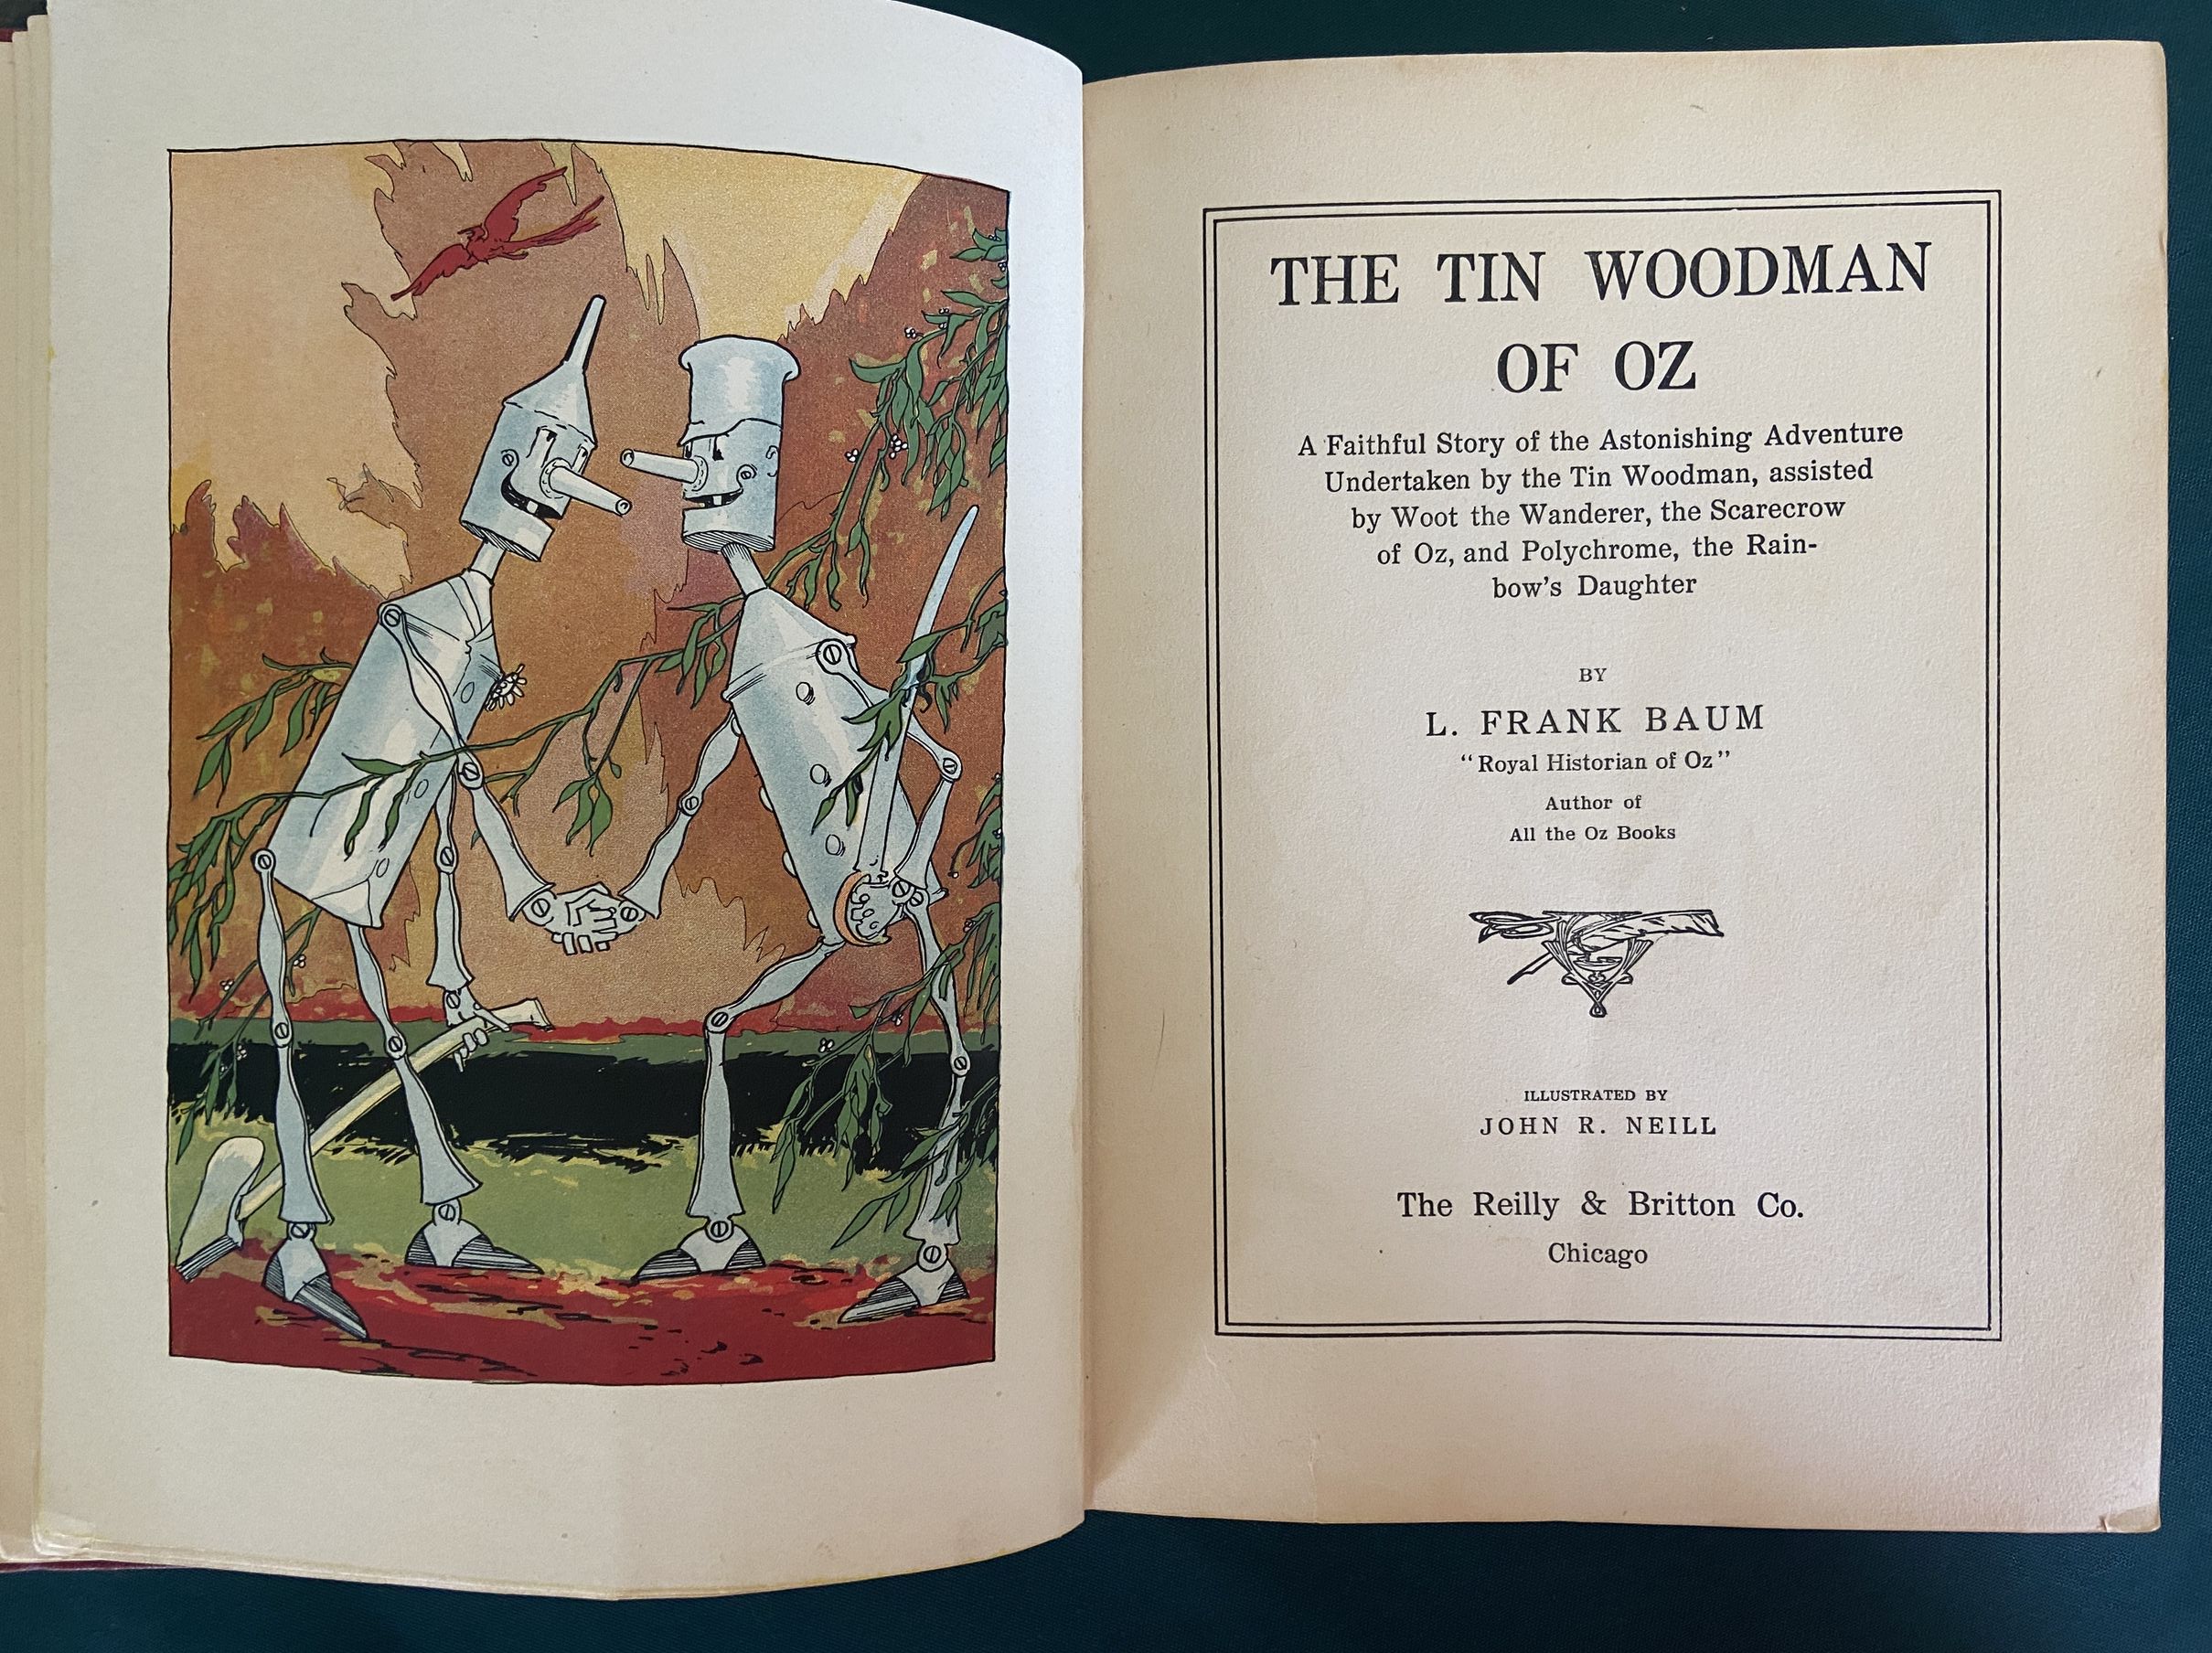 THE TIN WOODMAN
OF OZ
A Faithful Story of the Astonishing Adventure
Undertaken by the Tin Woodman, assisted
by Woot the Wanderer, the Scarecrow
of Oz, and Polychrome, the Rain-
bow's Daughter
BY
L. FRANK BAUM
"Royal Historian of Oz"
Author of
All the Oz Books
ILLUSTRATED BY
JOHN R. NEILL
The Reilly & Britton Co.
Chicago